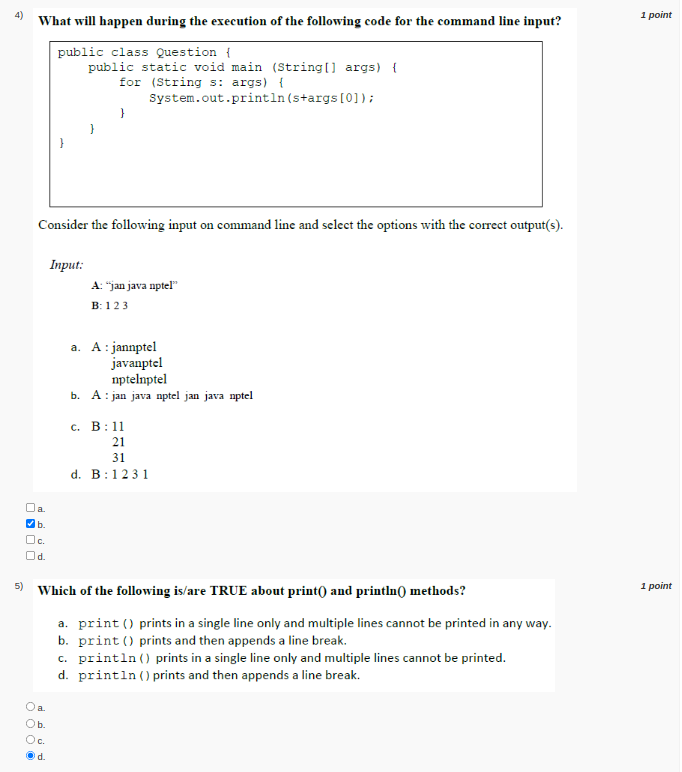 4) What will happen during the execution of the following code for the command line input? 1 point
public class Question {
public static void main (String[] args) {
for (String s: args) {
System.out.println(s+args[0]);
}
}
}
Consider the following input on command line and select the options with the correct output(s).
Input:
A: “jan java nptel”
B: 1 2 3
a. A : jannptel
javanptel
nptelnptel
b. A : jan java nptel jan java nptel
c. B : 11
21
31
d. B : 1 2 3 1
a.
b.
c.
d.
5) Which of the following is/are TRUE about print() and println() methods? 1 point
a. print () prints in a single line only and multiple lines cannot be printed in any way.
b. print () prints and then appends a line break.
c. println () prints in a single line only and multiple lines cannot be printed.
d. println () prints and then appends a line break.
a.
b.
c.
d.